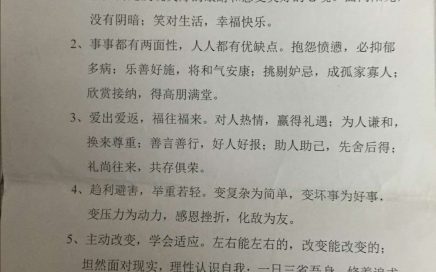 没有阴暗；笑对生活，幸福快乐。
2、事事都有两面性，人人都有优缺点。抱怨愤懑，必抑郁
多病；乐善好施，将和气安康；挑剔妒忌，成孤家寡人；
欣赏接纳，得高朋满堂。
3、爱出爱返，福往福来。对人热情，赢得礼遇；为人谦和，
换来尊重；善言善行，好人好报；助人助己，先舍后得；
礼尚往来，共存俱荣。
4、趋利避害，举重若轻。变复杂为简单，变坏事为好事，
变压力为动力，感恩挫折，化敌为友。
5、主动改变，学会适应。左右能左右的，改变能改变的；
坦然面对现实，理性认识自我，一日三省吾身，修养追求